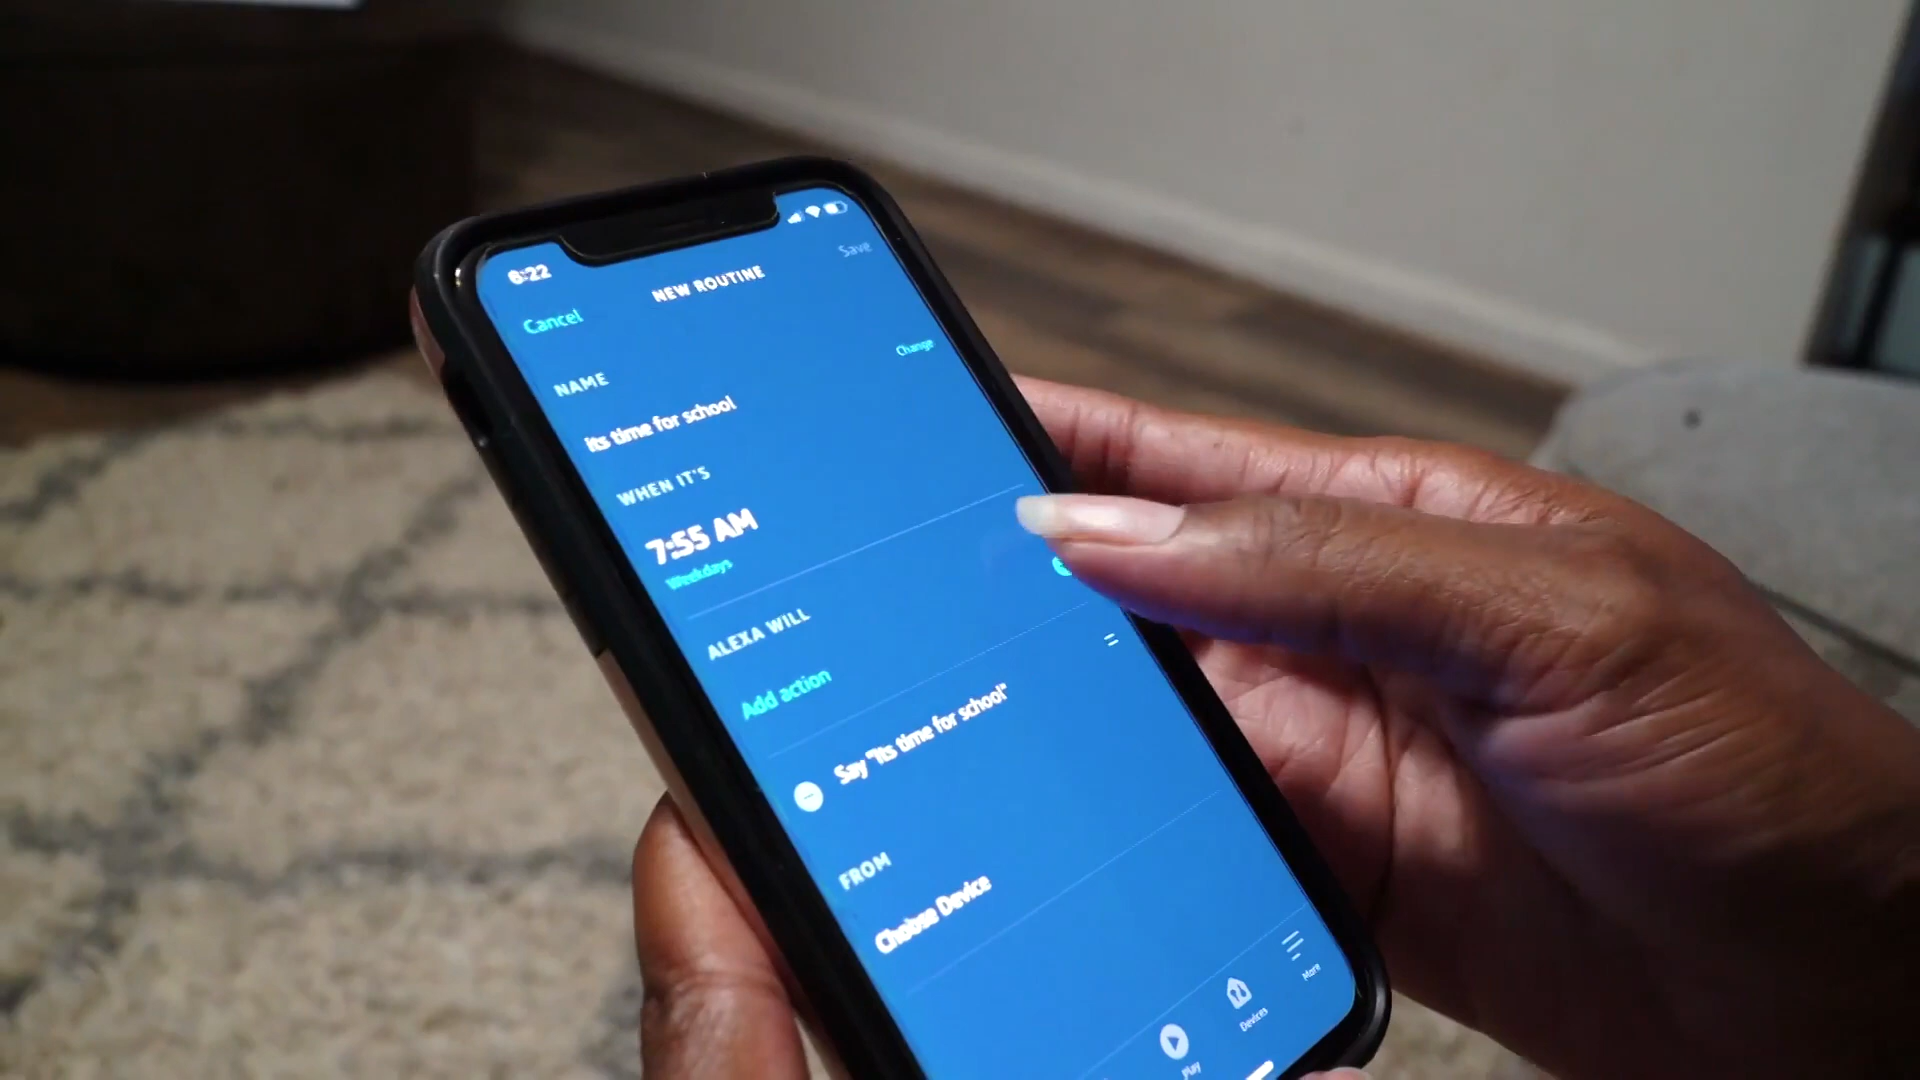 6:22
NEW ROUTINE
Save
Cancel
Change
NAME
its time for school
WHEN IT'S
7:55 AM
Weekdays
ALEXA WILL
Add action
Say "Its time for school"
FROM
Choose Device
Play
Devices
More